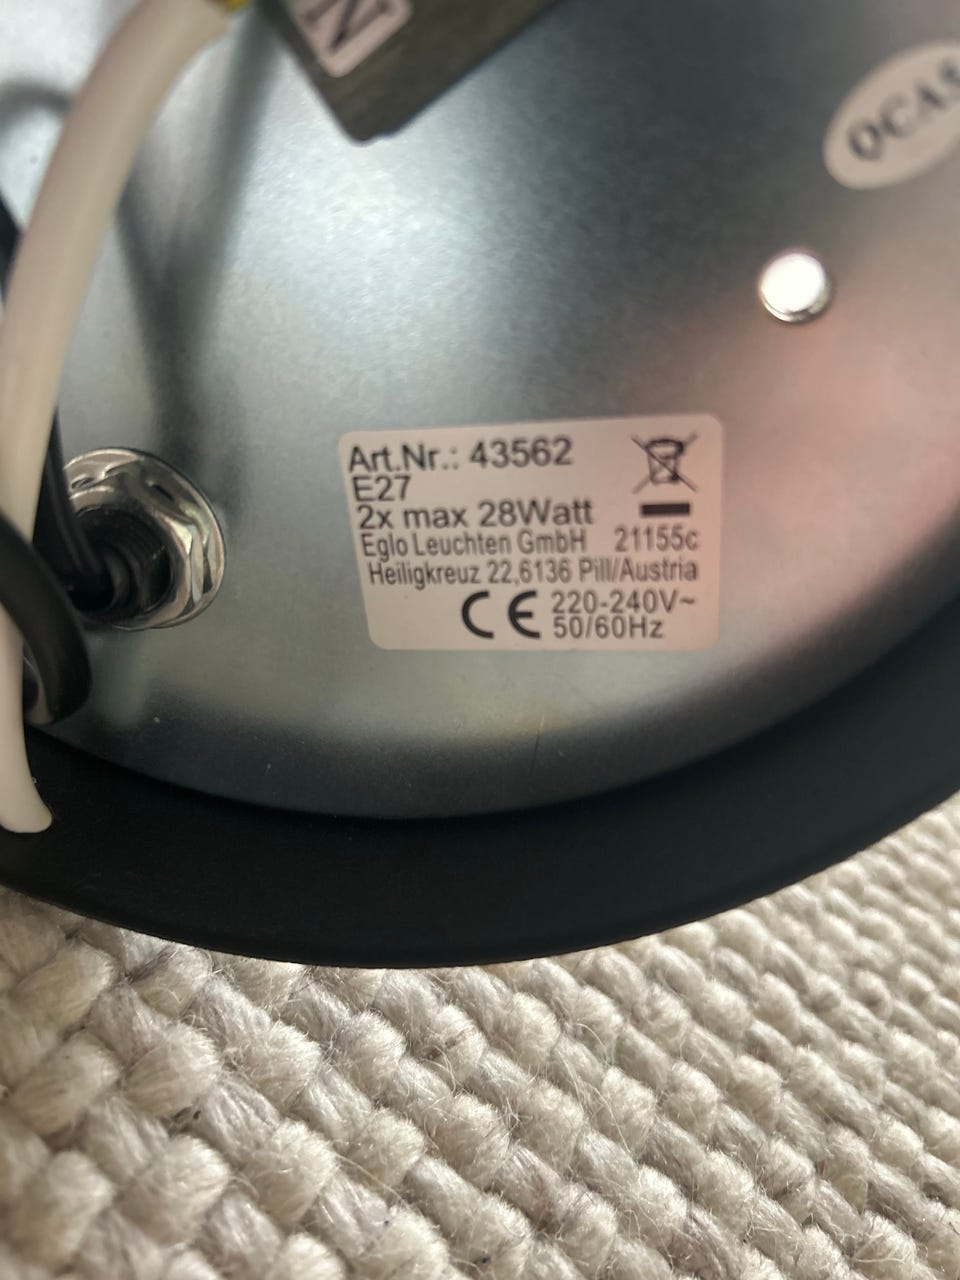 N
QCAS
Art.Nr.: 43562
E27
2x max 28Watt
Eglo Leuchten GmbH 21155c
Heiligkreuz 22,6136 Pill/Austria
CE 220-240V~
50/60Hz